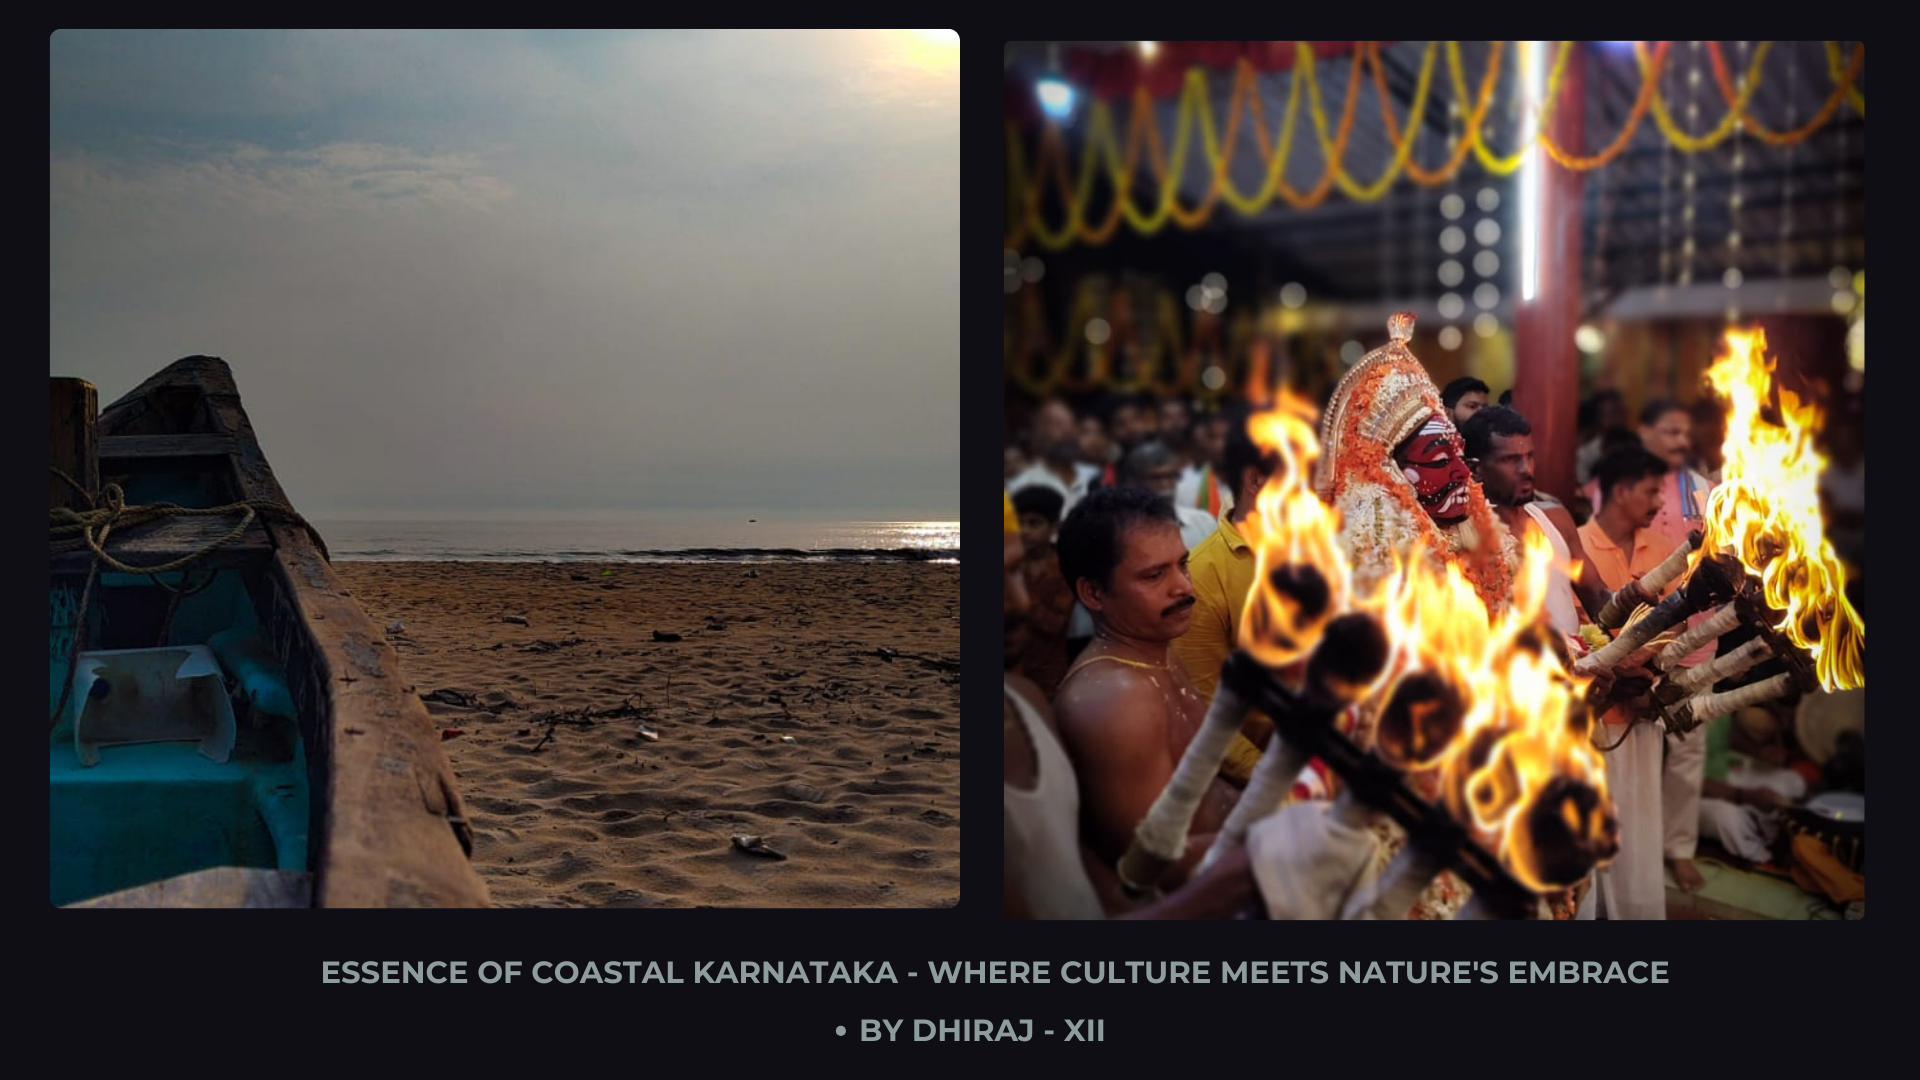 ESSENCE OF COASTAL KARNATAKA - WHERE CULTURE MEETS NATURE'S EMBRACE
• BY DHIRAJ - XII